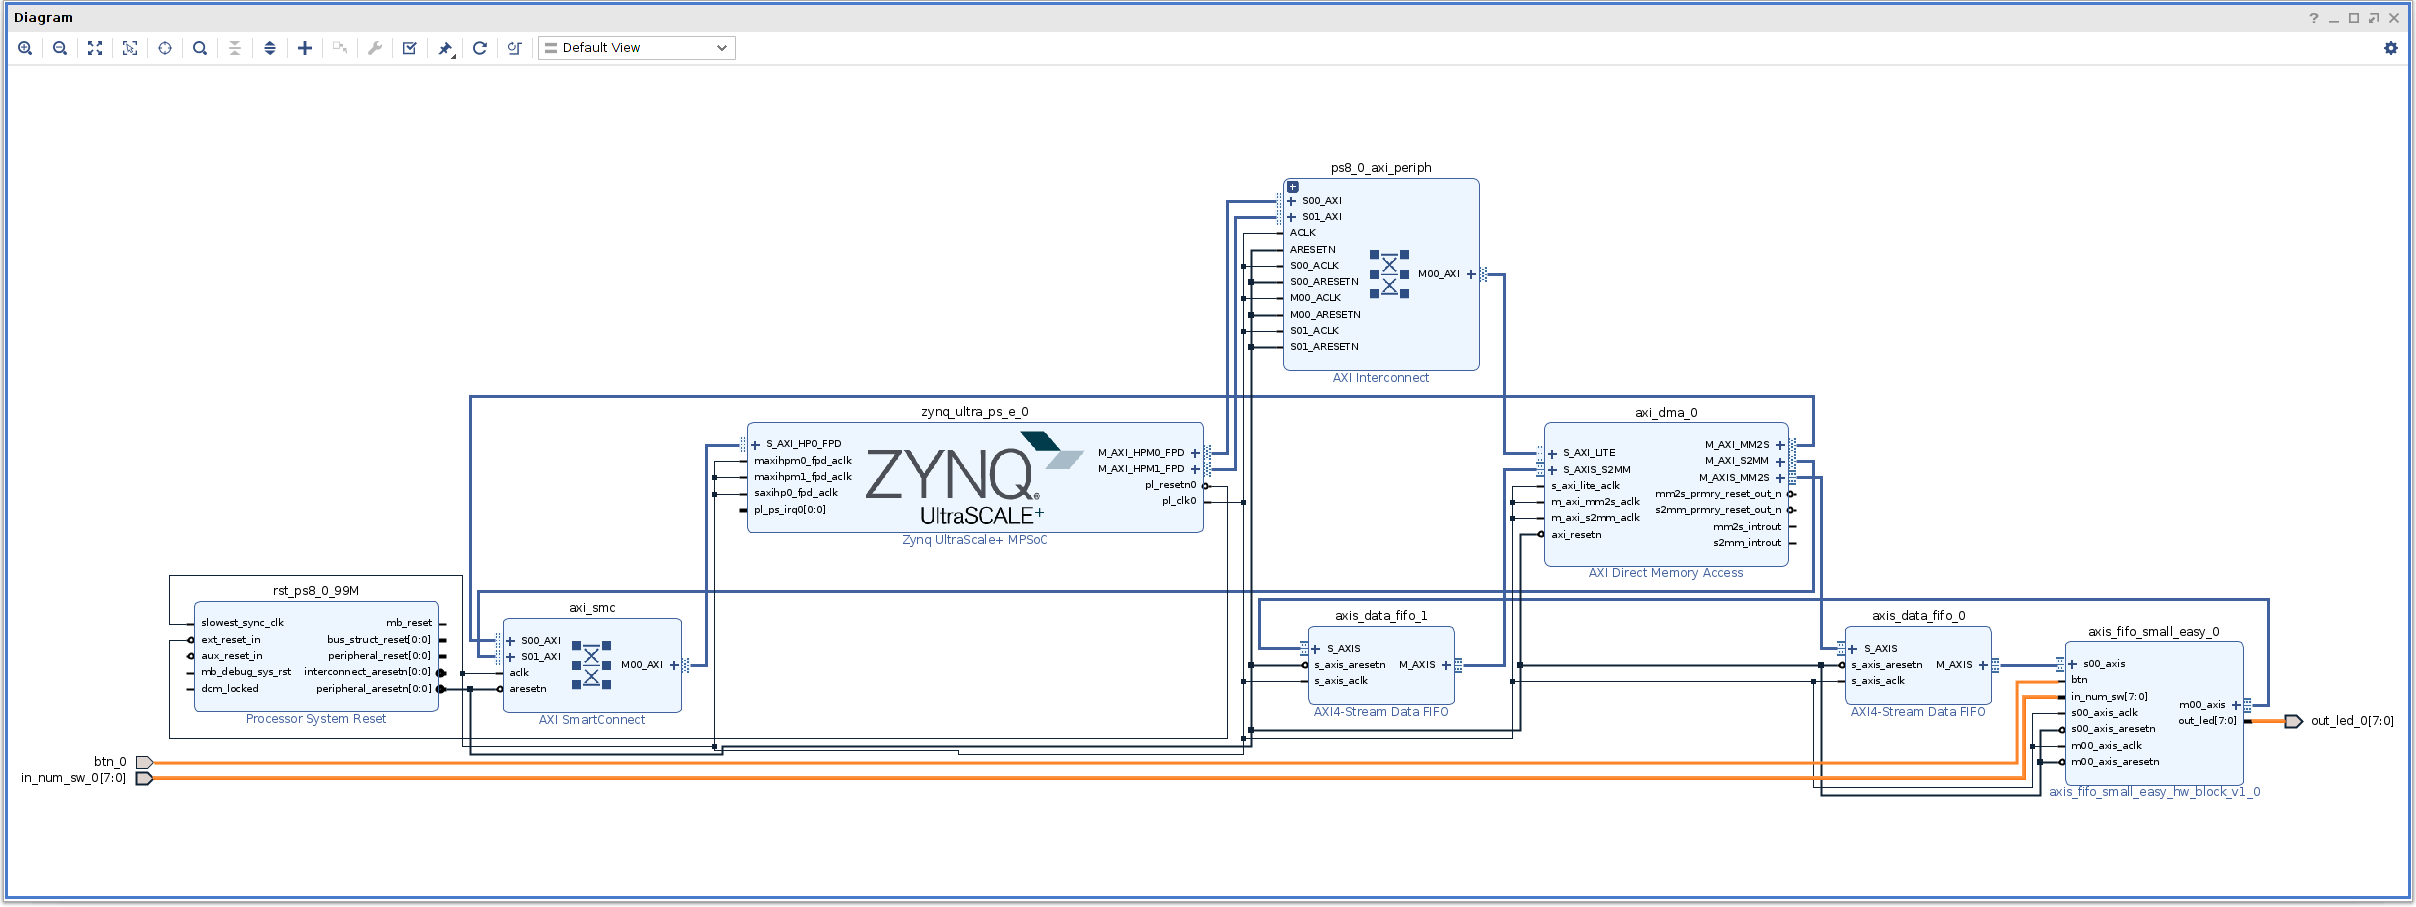 Diagram
Default View
ps8_0_axi_periph
S00_AXI
S01_AXI
ACLK
ARESETN
S00_ACLK
S00_ARESETN
M00_ACLK
M00_ARESETN
S01_ACLK
S01_ARESETN
M00_AXI
AXI Interconnect
zynq_ultra_ps_e_0
S_AXI_HP0_FPD
maxihpm0_fpd_aclk
maxihpm1_fpd_aclk
saxihp0_fpd_aclk
pl_ps_irq0[0:0]
ZYNQ
UltraSCALE+
M_AXI_HPM0_FPD
M_AXI_HPM1_FPD
pl_resetn0
pl_clk0
Zynq UltraScale+ MPSoC
axi_dma_0
S_AXI_LITE
S_AXIS_S2MM
s_axi_lite_aclk
m_axi_mm2s_aclk
m_axi_s2mm_aclk
axi_resetn
M_AXI_MM2S
M_AXI_S2MM
M_AXIS_MM2S
mm2s_prmry_reset_out_n
s2mm_prmry_reset_out_n
mm2s_introut
s2mm_introut
AXI Direct Memory Access
rst_ps8_0_99M
slowest_sync_clk
ext_reset_in
aux_reset_in
mb_debug_sys_rst
dcm_locked
mb_reset
bus_struct_reset[0:0]
peripheral_reset[0:0]
interconnect_aresetn[0:0]
peripheral_aresetn[0:0]
Processor System Reset
axi_smc
S00_AXI
S01_AXI
aclk
aresetn
M00_AXI
AXI SmartConnect
axis_data_fifo_1
S_AXIS
s_axis_aresetn
s_axis_aclk
M_AXIS
AXI4-Stream Data FIFO
axis_data_fifo_0
S_AXIS
s_axis_aresetn
s_axis_aclk
M_AXIS
AXI4-Stream Data FIFO
axis_fifo_small_easy_0
s00_axis
btn
in_num_sw[7:0]
s00_axis_aclk
s00_axis_aresetn
m00_axis_aclk
m00_axis_aresetn
m00_axis
out_led[7:0]
axis_fifo_small_easy_hw_block_v1_0
out_led_0[7:0]
btn_0
in_num_sw_0[7:0]